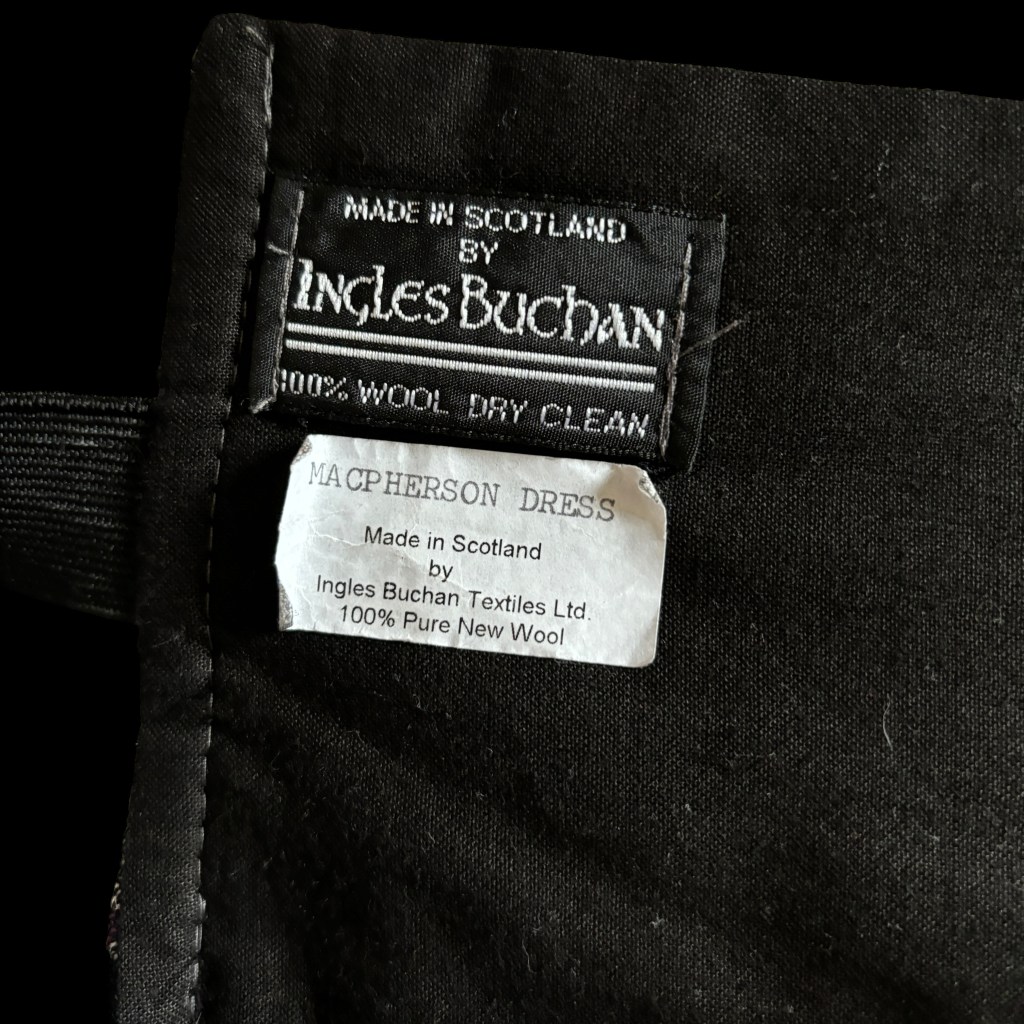 MADE IN SCOTLAND
BY
INGLES BUCHAN
100% WOOL DRY CLEAN
MACPHERSON DRESS
Made in Scotland
by
Ingles Buchan Textiles Ltd.
100% Pure New Wool